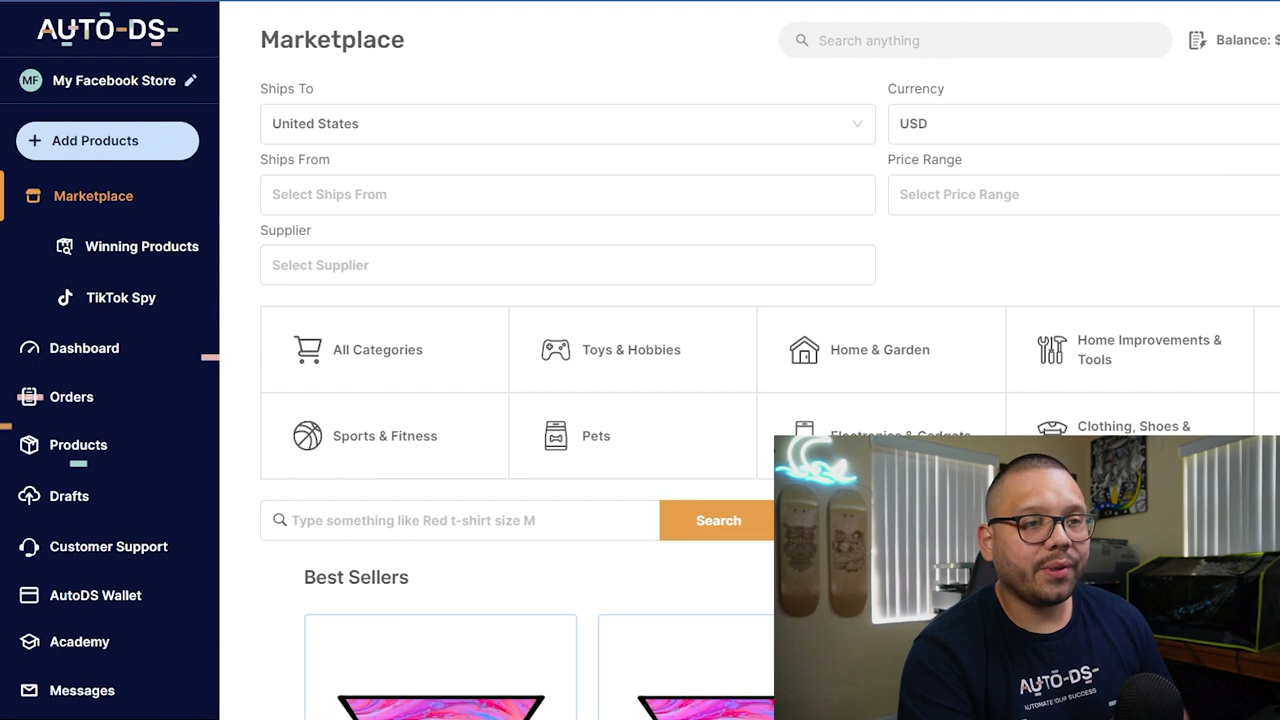 AUTO-DS
MF My Facebook Store
+ Add Products
Marketplace
Winning Products
TikTok Spy
Dashboard
Orders
Products
Drafts
Customer Support
AutoDS Wallet
Academy
Messages
Marketplace
Search anything
Balance: $
Ships To
United States
Currency
USD
Ships From
Select Ships From
Price Range
Select Price Range
Supplier
Select Supplier
All Categories
Toys & Hobbies
Home & Garden
Home Improvements &
Tools
Sports & Fitness
Pets
Electronics & Gadgets
Clothing, Shoes &
Type something like Red t-shirt size M
Search
Best Sellers
AUTO-DS
AUTOMATE YOUR SUCCESS